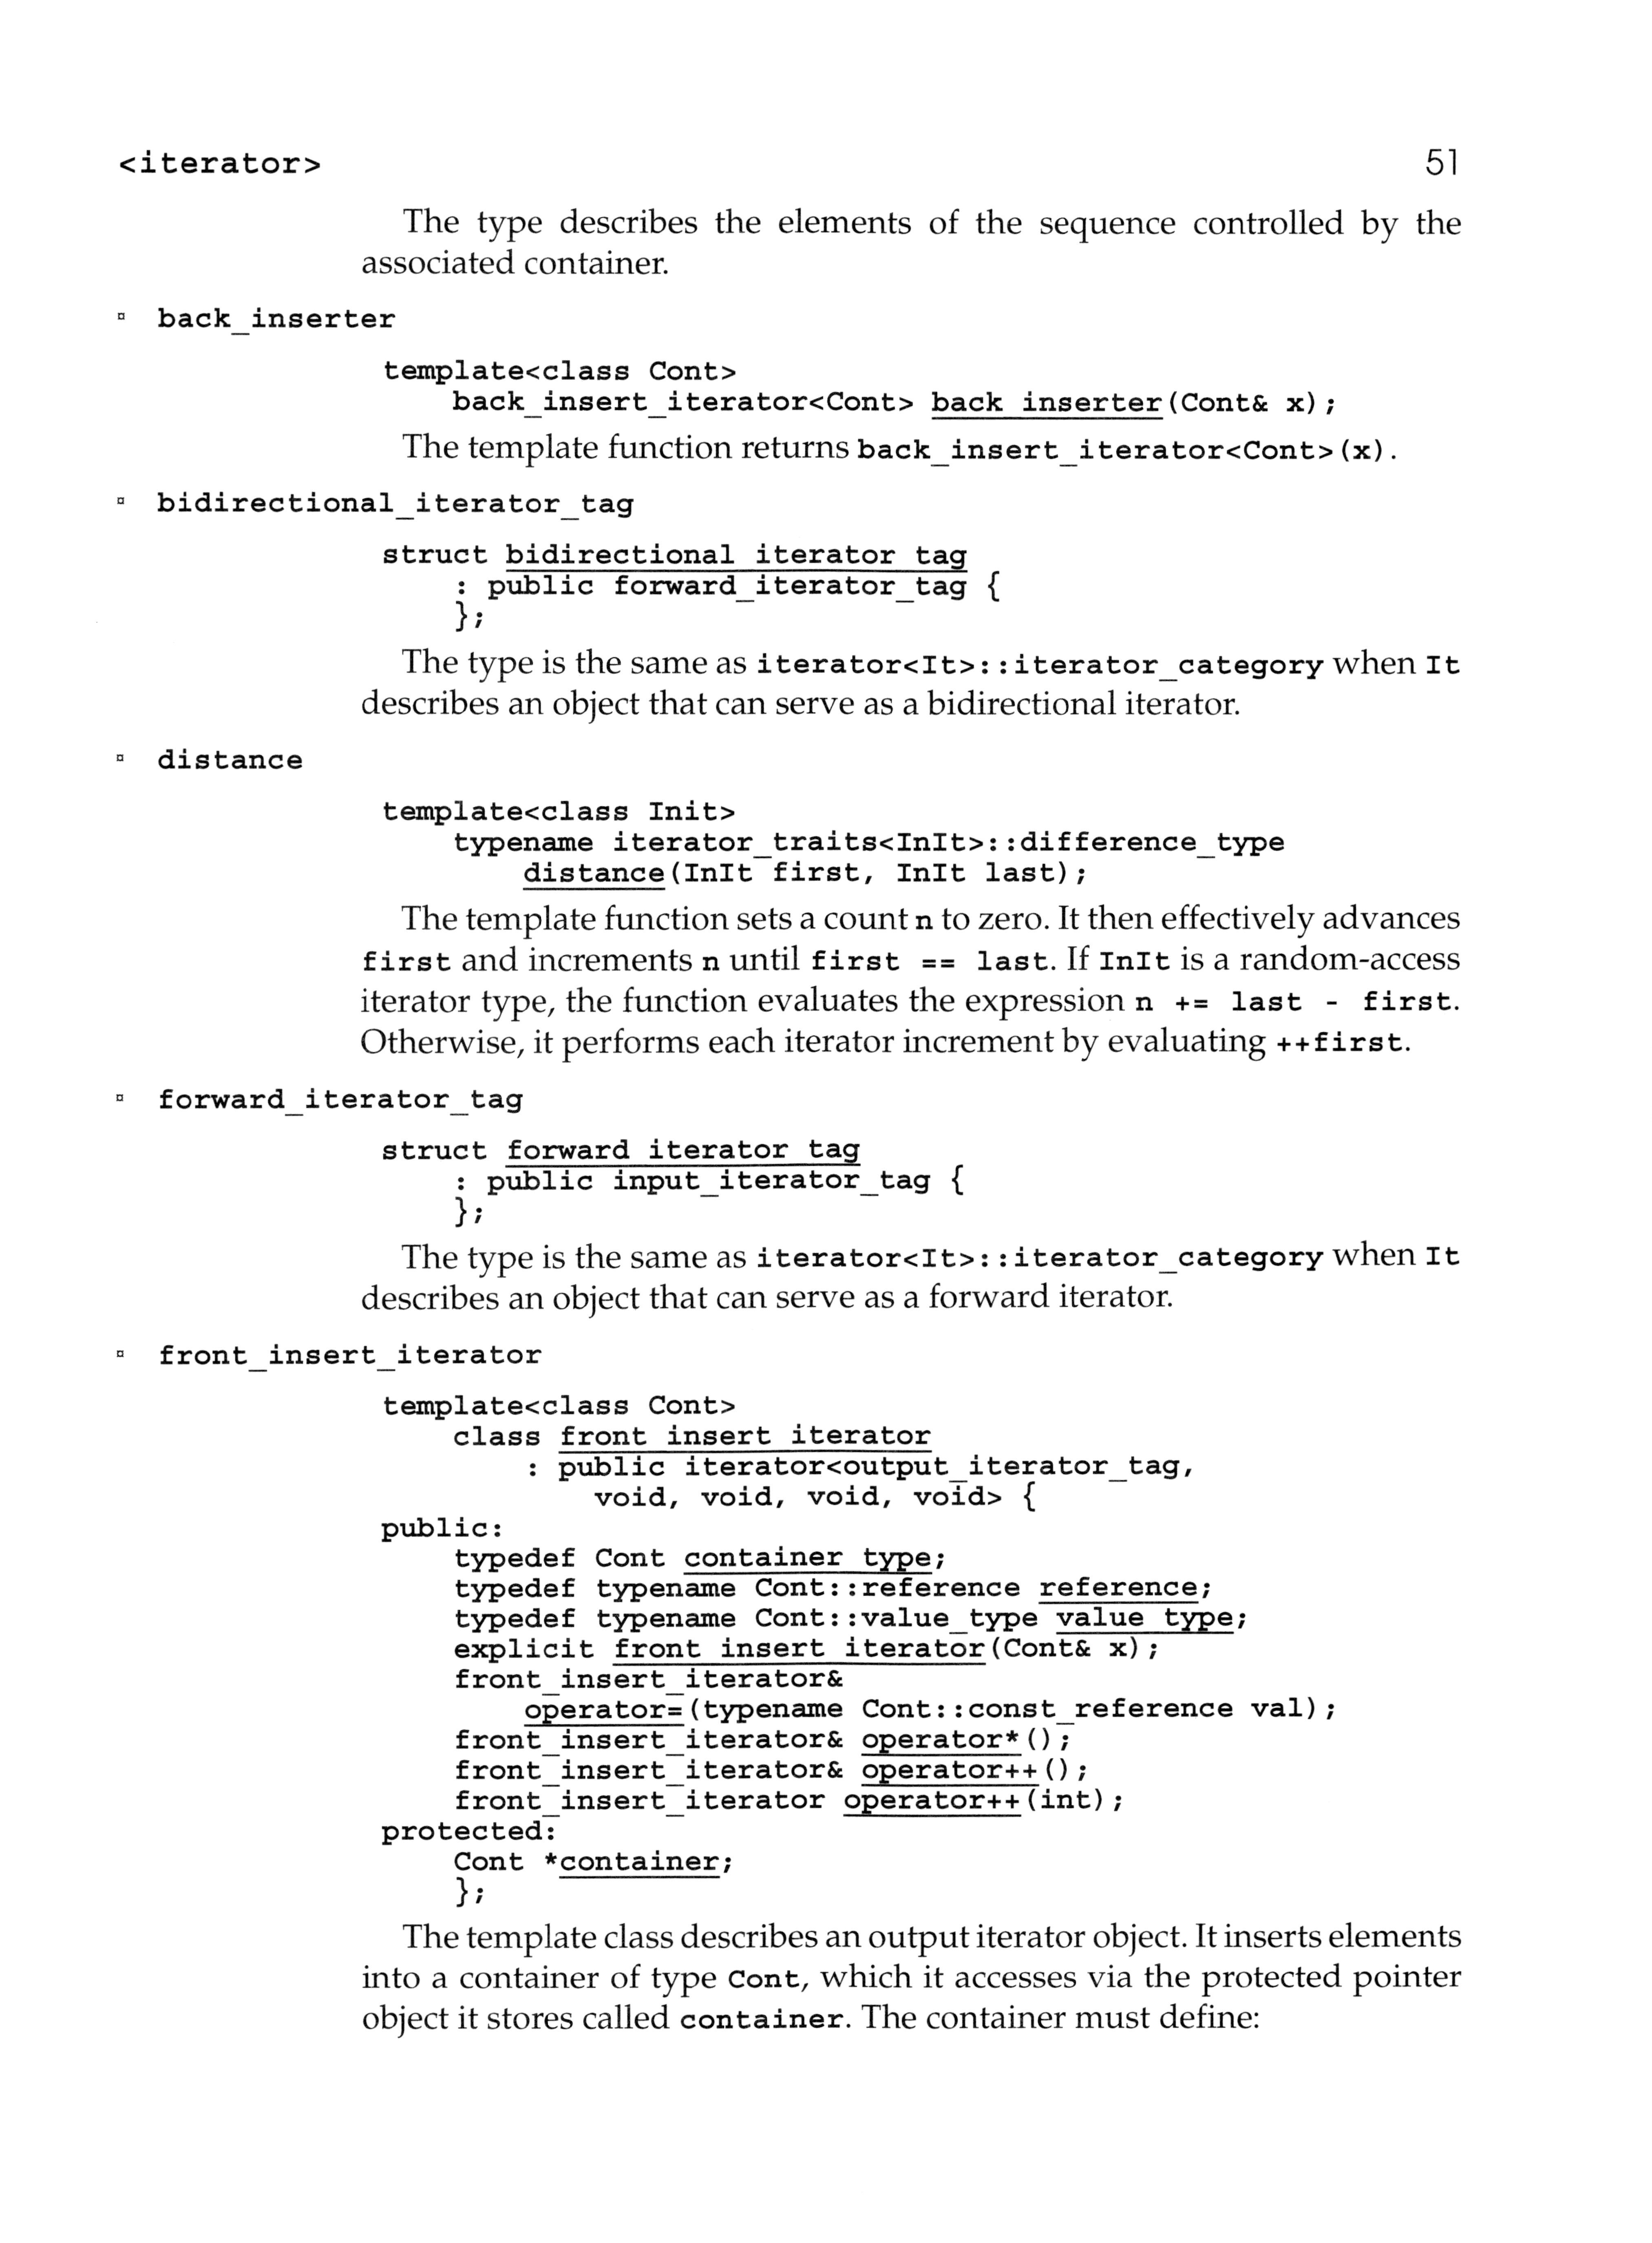 <iterator> 51
The type describes the elements of the sequence controlled by the
associated container.
▫ back_inserter
template<class Cont>
back_insert_iterator<Cont> back_inserter(Cont& x);
The template function returns back_insert_iterator<Cont>(x).
▫ bidirectional_iterator_tag
struct bidirectional_iterator_tag
: public forward_iterator_tag {
};
The type is the same as iterator<It>::iterator_category when It
describes an object that can serve as a bidirectional iterator.
▫ distance
template<class Init>
typename iterator_traits<InIt>::difference_type
distance(InIt first, InIt last);
The template function sets a count n to zero. It then effectively advances
first and increments n until first == last. If InIt is a random-access
iterator type, the function evaluates the expression n += last - first.
Otherwise, it performs each iterator increment by evaluating ++first.
▫ forward_iterator_tag
struct forward_iterator_tag
: public input_iterator_tag {
};
The type is the same as iterator<It>::iterator_category when It
describes an object that can serve as a forward iterator.
▫ front_insert_iterator
template<class Cont>
class front_insert_iterator
: public iterator<output_iterator_tag,
void, void, void, void> {
public:
typedef Cont container_type;
typedef typename Cont::reference reference;
typedef typename Cont::value_type value_type;
explicit front_insert_iterator(Cont& x);
front_insert_iterator&
operator=(typename Cont::const_reference val);
front_insert_iterator& operator*();
front_insert_iterator& operator++();
front_insert_iterator operator++(int);
protected:
Cont *container;
};
The template class describes an output iterator object. It inserts elements
into a container of type Cont, which it accesses via the protected pointer
object it stores called container. The container must define: